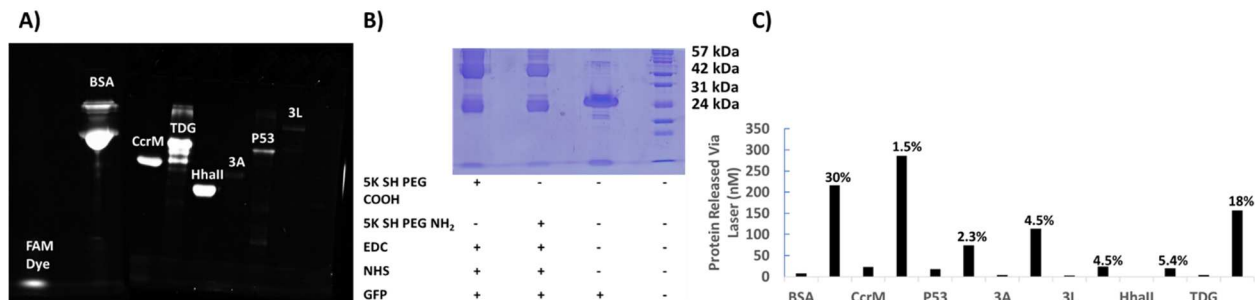 A)
B)
C)
BSA
CcrM
TDG
HhaII
3A
P53
3L
FAM
Dye
57 kDa
42 kDa
31 kDa
24 kDa
5K SH PEG + - - -
COOH
5K SH PEG NH₂ - + - -
EDC + + - -
NHS + + - -
GFP + + + -
Protein Released Via
Laser (nM)
350
300
250
200
150
100
50
0
30%
1.5%
2.3%
4.5%
4.5%
5.4%
18%
BSA CcrM P53 3A 3L HhaII TDG